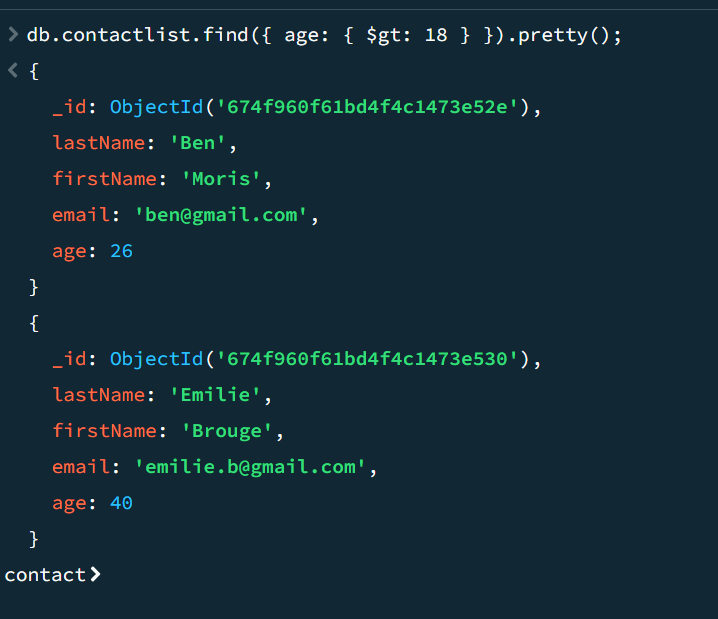 db.contactlist.find({ age: { $gt: 18 } }).pretty();
{
_id: ObjectId('674f960f61bd4f4c1473e52e'),
lastName: 'Ben',
firstName: 'Moris',
email: 'ben@gmail.com',
age: 26
}
{
_id: ObjectId('674f960f61bd4f4c1473e530'),
lastName: 'Emilie',
firstName: 'Brouge',
email: 'emilie.b@gmail.com',
age: 40
}
contact>